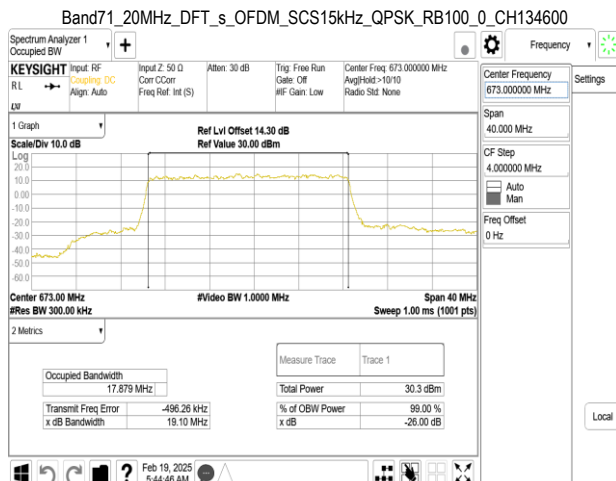 Band71_20MHz_DFT_s_OFDM_SCS15kHz_QPSK_RB100_0_CH134600
Spectrum Analyzer 1
Occupied BW
+
Frequency
KEYSIGHT
RL
Input: RF
Coupling: DC
Align: Auto
Input Z: 50 Ω
Corr CCorr
Freq Ref: Int (S)
Atten: 30 dB
Trig: Free Run
Gate: Off
#IF Gain: Low
Center Freq: 673.000000 MHz
Avg|Hold:>10/10
Radio Std: None
Center Frequency
673.000000 MHz
Settings
Span
40.000 MHz
CF Step
4.000000 MHz
Auto
Man
Freq Offset
0 Hz
Local
1 Graph
Scale/Div 10.0 dB
Ref Lvl Offset 14.30 dB
Ref Value 30.00 dBm
Log
20.0
10.0
0.00
-10.0
-20.0
-30.0
-40.0
-50.0
-60.0
Center 673.00 MHz
#Res BW 300.00 kHz
#Video BW 1.0000 MHz
Span 40 MHz
Sweep 1.00 ms (1001 pts)
2 Metrics
Measure Trace
Trace 1
Occupied Bandwidth
17.879 MHz
Total Power
30.3 dBm
Transmit Freq Error
-496.26 kHz
% of OBW Power
99.00 %
x dB Bandwidth
19.10 MHz
x dB
-26.00 dB
?
Feb 19, 2025
5:44:46 AM